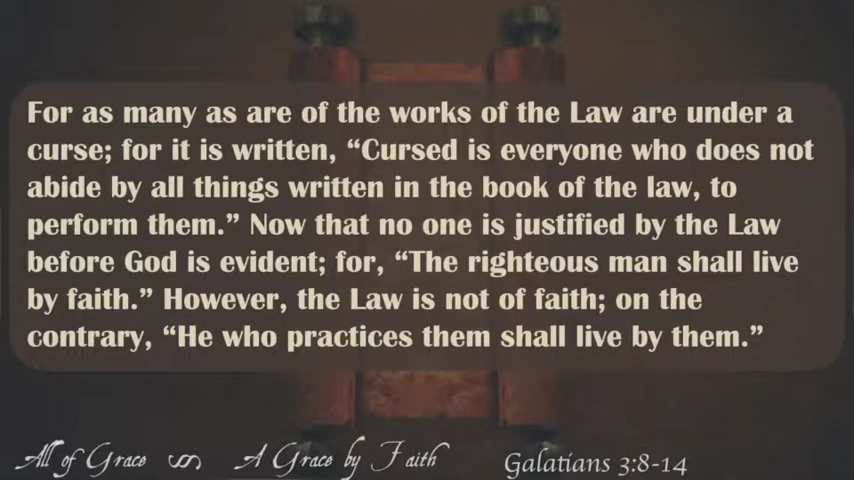 For as many as are of the works of the Law are under a
curse; for it is written, “Cursed is everyone who does not
abide by all things written in the book of the law, to
perform them.” Now that no one is justified by the Law
before God is evident; for, “The righteous man shall live
by faith.” However, the Law is not of faith; on the
contrary, “He who practices them shall live by them.”
All of Grace ~ A Grace by Faith Galatians 3:8-14